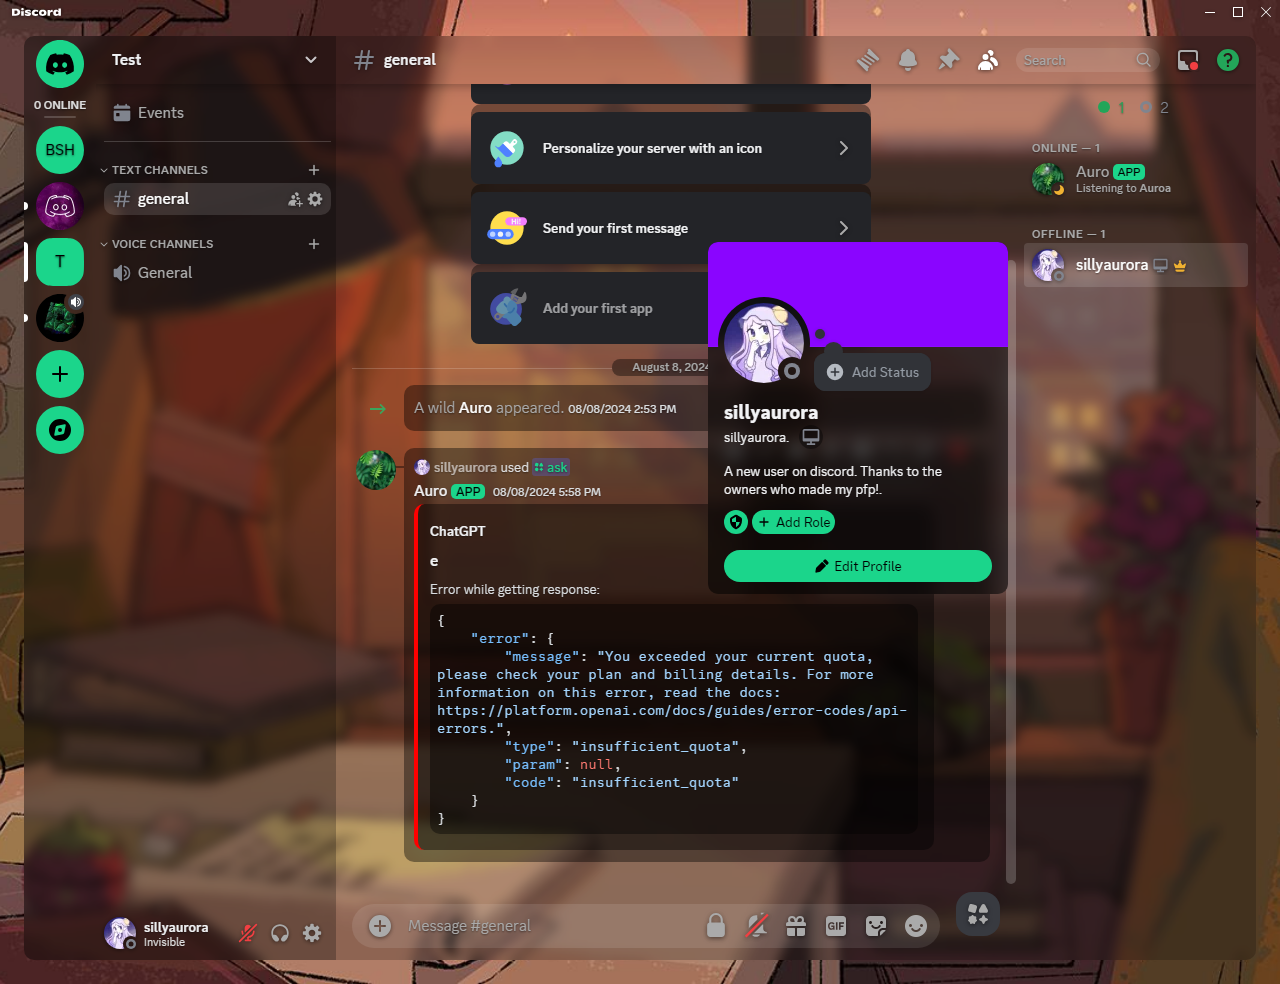 Discord
Test
general
Search
0 ONLINE
Events
1
2
BSH
Personalize your server with an icon
ONLINE — 1
TEXT CHANNELS
Auro APP
Listening to Auroa
general
Send your first message
HI!
OFFLINE — 1
VOICE CHANNELS
T
sillyaurora
General
Add your first app
August 8, 2024
Add Status
A wild Auro appeared. 08/08/2024 2:53 PM
sillyaurora
sillyaurora.
sillyaurora used ask
A new user on discord. Thanks to the
owners who made my pfp!.
Auro APP 08/08/2024 5:58 PM
Add Role
ChatGPT
e
Edit Profile
Error while getting response:
{
"error": {
"message": "You exceeded your current quota,
please check your plan and billing details. For more
information on this error, read the docs:
https://platform.openai.com/docs/guides/error-codes/api-
errors.",
"type": "insufficient_quota",
"param": null,
"code": "insufficient_quota"
}
}
sillyaurora
Invisible
Message #general
GIF